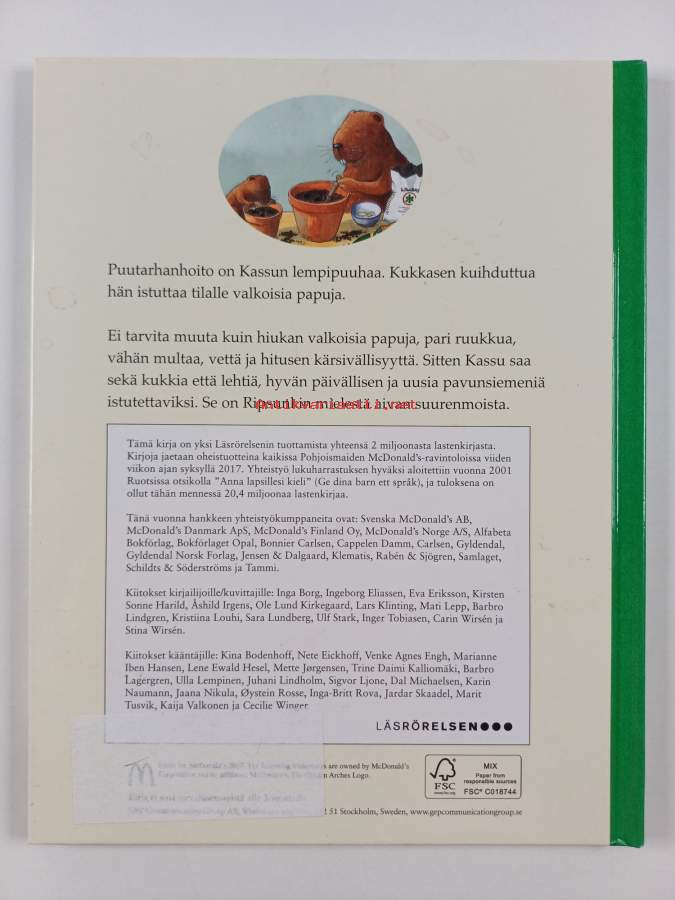 Puutarhanhoito on Kassun lempipuuhaa. Kukkasen kuihduttua
hän istuttaa tilalle valkoisia papuja.
Ei tarvita muuta kuin hiukan valkoisia papuja, pari ruukkua,
vähän multaa, vettä ja hitusen kärsivällisyyttä. Sitten Kassu saa
sekä kukkia että lehtiä, hyvän päivällisen ja uusia pavunsiemeniä
istutettaviksi. Se on Ripsunkin mielestä aivan suurenmoista.
Tämä kirja on yksi Läsrörelsenin tuottamista yhteensä 2 miljoonasta lastenkirjasta.
Kirjoja jaetaan oheistuotteina kaikissa Pohjoismaiden McDonald's-ravintoloissa viiden
viikon ajan syksyllä 2017. Yhteistyö lukuharrastuksen hyväksi aloitettiin vuonna 2001
Ruotsissa otsikolla "Anna lapsillesi kieli" (Ge dina barn ett språk), ja tuloksena on
ollut tähän mennessä 20,4 miljoonaa lastenkirjaa.
Tänä vuonna hankkeen yhteistyökumppaneita ovat: Svenska McDonald's AB,
McDonald's Danmark ApS, McDonald's Finland Oy, McDonald's Norge A/S, Alfabeta
Bokförlag, Bokförlaget Opal, Bonnier Carlsen, Cappelen Damm, Carlsen, Gyldendal,
Gyldendal Norsk Forlag, Jensen & Dalgaard, Klematis, Rabén & Sjögren, Samlaget,
Schildts & Söderströms ja Tammi.
Kiitokset kirjailijoille/kuvittajille: Inga Borg, Ingeborg Eliassen, Eva Eriksson, Kirsten
Sonne Harild, Åshild Irgens, Ole Lund Kirkegaard, Lars Klinting, Mati Lepp, Barbro
Lindgren, Kristiina Louhi, Sara Lundberg, Ulf Stark, Inger Tobiasen, Carin Wirsén ja
Stina Wirsén.
Kiitokset kääntäjille: Kina Bodenhoff, Nete Eickhoff, Venke Agnes Engh, Marianne
Iben Hansen, Lene Ewald Hesel, Mette Jørgensen, Trine Daimi Kalliomäki, Barbro
Lagergren, Ulla Lempinen, Juhani Lindholm, Sigvor Ljone, Dal Michaelsen, Karin
Naumann, Jaana Nikula, Øystein Rosse, Inga-Britt Rova, Jardar Skaadel, Marit
Tusvik, Kaija Valkonen ja Cecilie Winger.
LÄSRÖRELSEN
are owned by McDonald's
Arches Logo.
51 Stockholm, Sweden, www.gepcommunicationgroup.se
FSC
www.fsc.org
MIX
Paper from
responsible sources
FSC® C018744